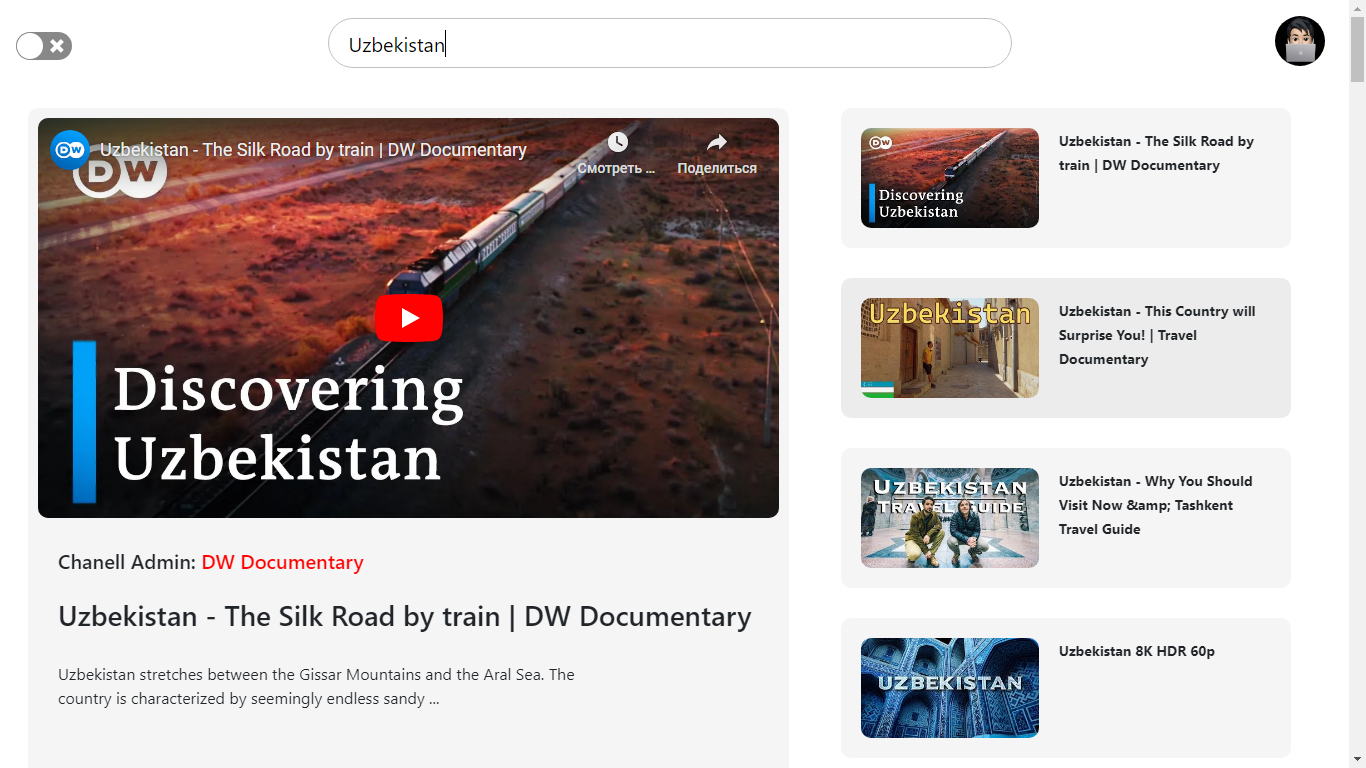 Uzbekistan
DW
Uzbekistan - The Silk Road by train | DW Documentary
Смотреть ...
Поделиться
DW
Discovering
Uzbekistan
Chanell Admin: DW Documentary
Uzbekistan - The Silk Road by train | DW Documentary
Uzbekistan stretches between the Gissar Mountains and the Aral Sea. The
country is characterized by seemingly endless sandy ...
DW
Discovering
Uzbekistan
Uzbekistan - The Silk Road by
train | DW Documentary
Uzbekistan
Uzbekistan - This Country will
Surprise You! | Travel
Documentary
UZBEKISTAN
TRAVEL GUIDE
Uzbekistan - Why You Should
Visit Now &amp; Tashkent
Travel Guide
UZBEKISTAN
Uzbekistan 8K HDR 60p